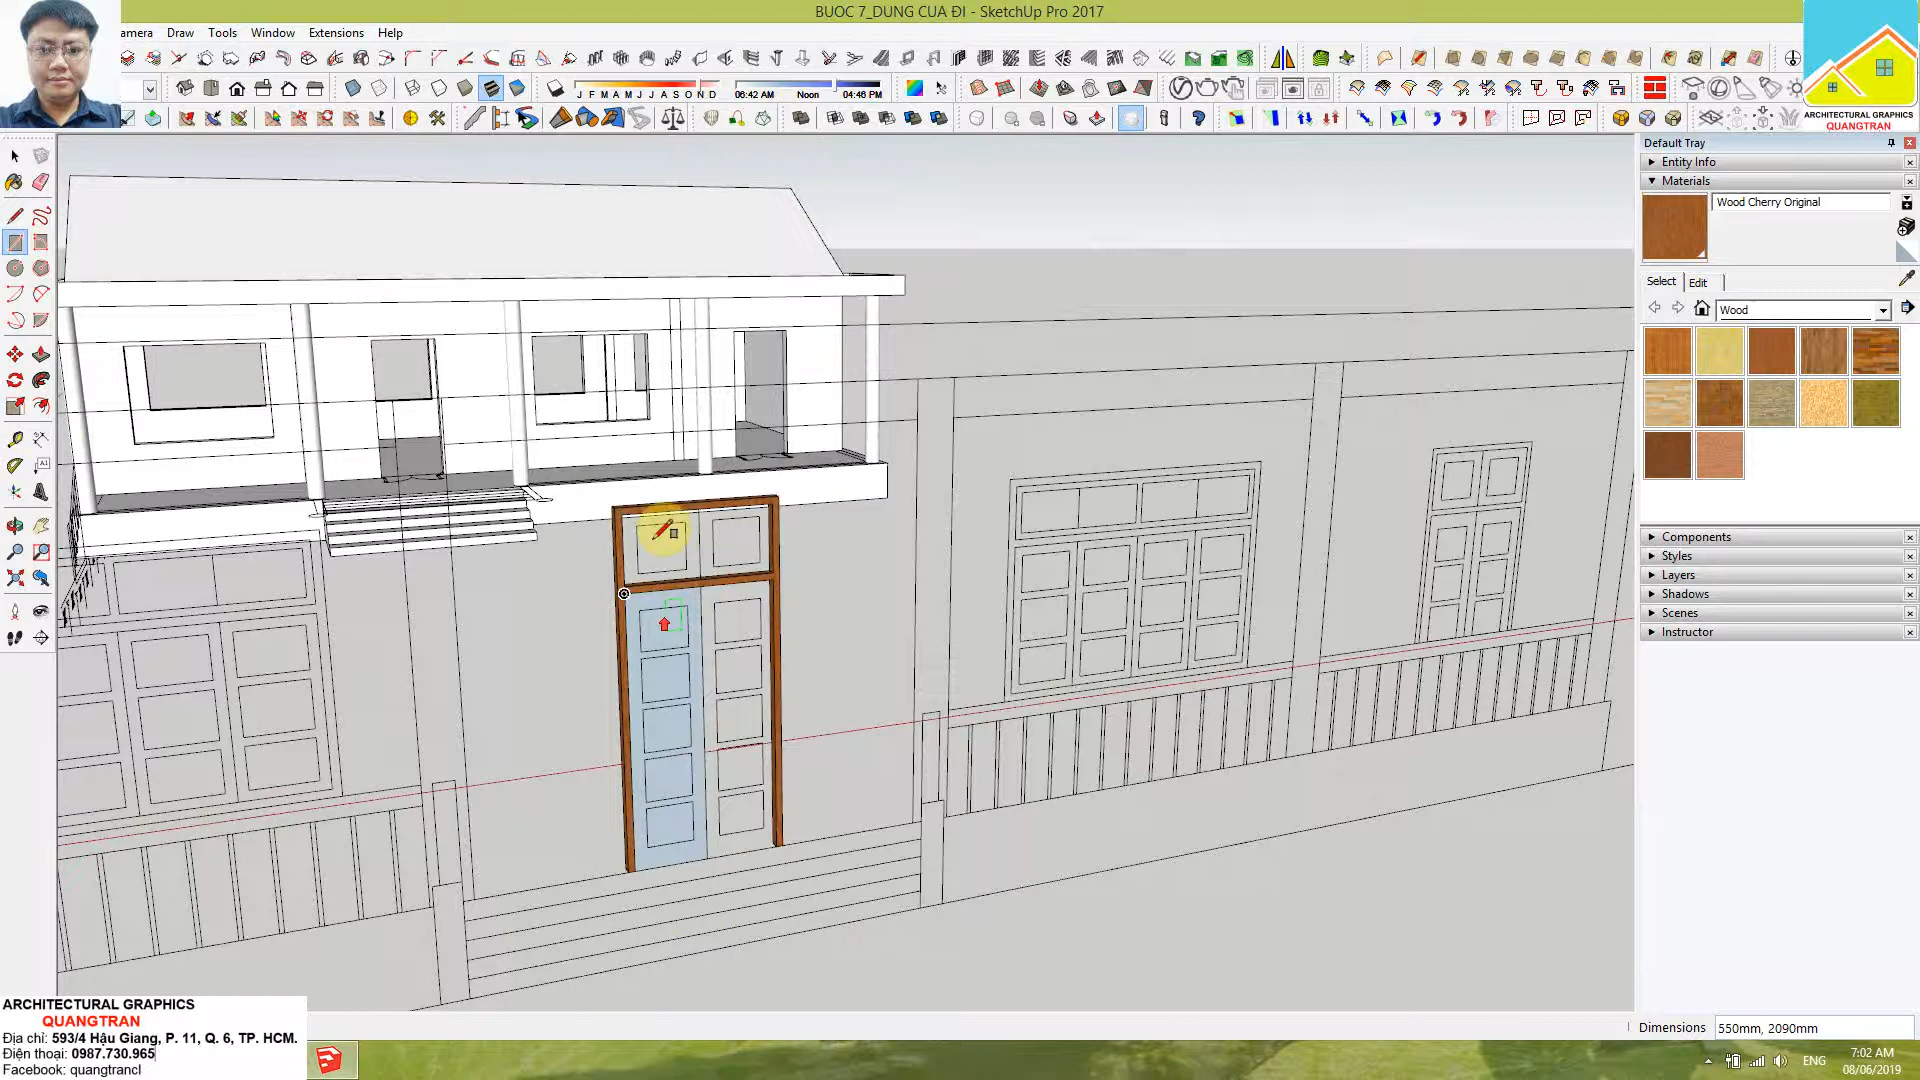 BUOC 7_DUNG CUA ĐI - SketchUp Pro 2017
amera Draw Tools Window Extensions Help
J F M A M J J A S O N D
06:42 AM Noon 04:46 PM
ARCHITECTURAL GRAPHICS
QUANGTRAN
Default Tray
Entity Info
Materials
Wood Cherry Original
Select Edit
Wood
Components
Styles
Layers
Shadows
Scenes
Instructor
ARCHITECTURAL GRAPHICS
QUANGTRAN
Địa chỉ: 593/4 Hậu Giang, P. 11, Q. 6, TP. HCM.
Điện thoại: 0987.730.965
Facebook: quangtrancl
Dimensions 550mm, 2090mm
ENG
7:02 AM
08/06/2019